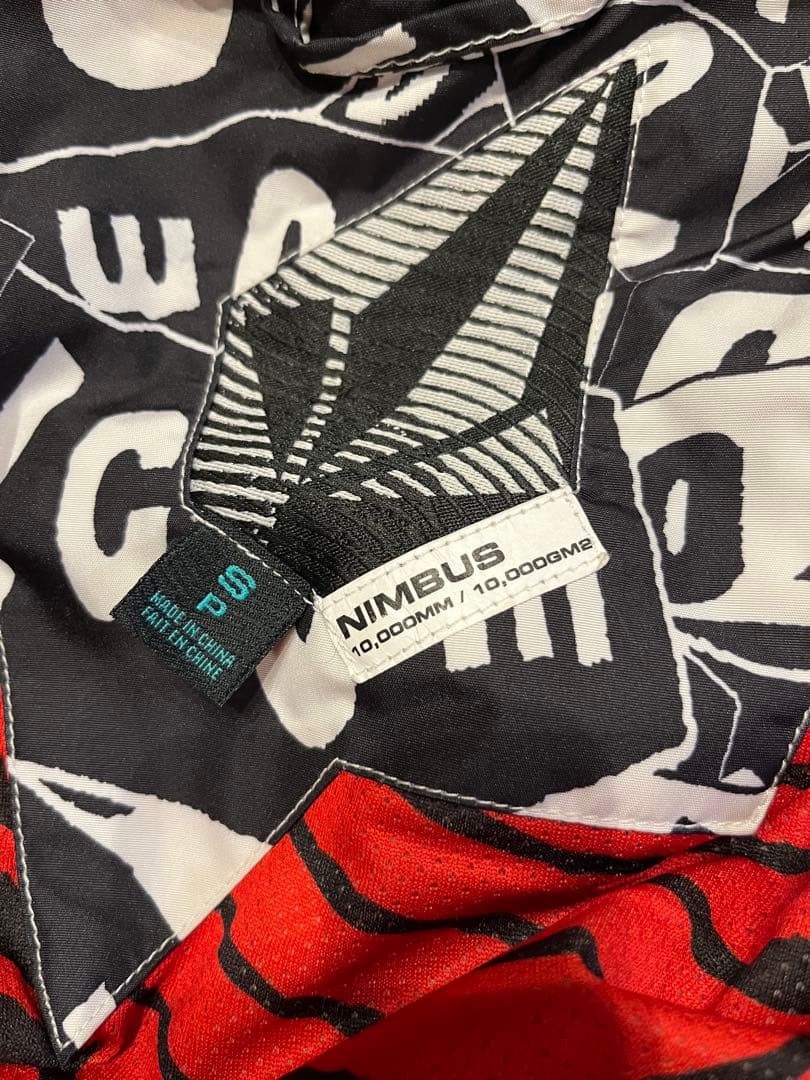 S
P
MADE IN CHINA
FAIT EN CHINE
NIMBUS
10,000MM / 10,000GM2